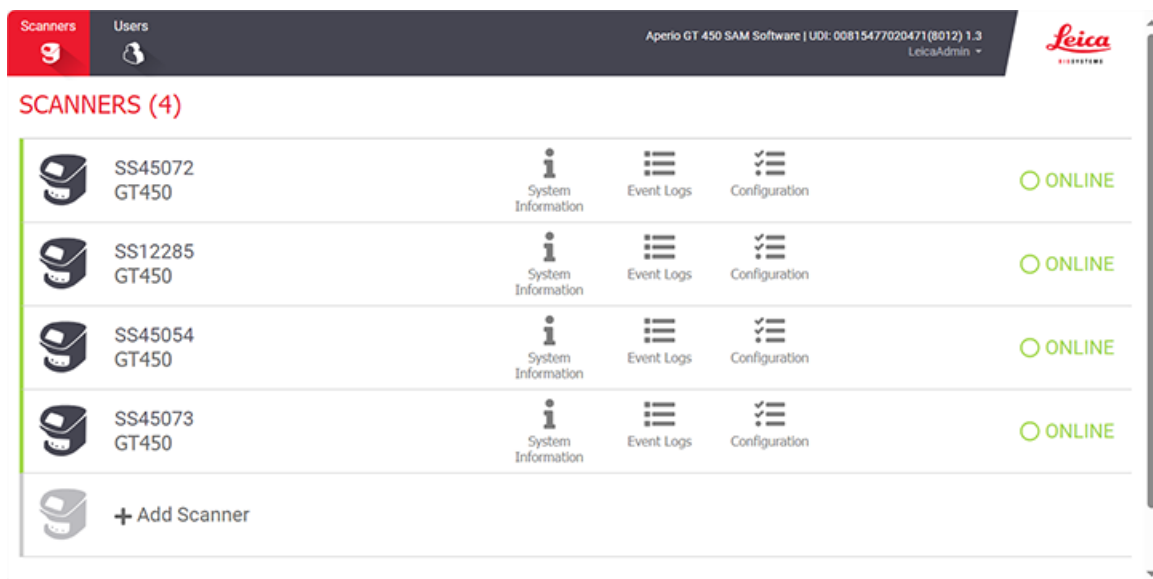 Scanners Users
Aperio GT 450 SAM Software | UDI: 00815477020471(8012) 1.3
LeicaAdmin
Leica
BIOSYSTEMS
SCANNERS (4)
SS45072
GT450
System
Information
Event Logs
Configuration
ONLINE
SS12285
GT450
System
Information
Event Logs
Configuration
ONLINE
SS45054
GT450
System
Information
Event Logs
Configuration
ONLINE
SS45073
GT450
System
Information
Event Logs
Configuration
ONLINE
+ Add Scanner